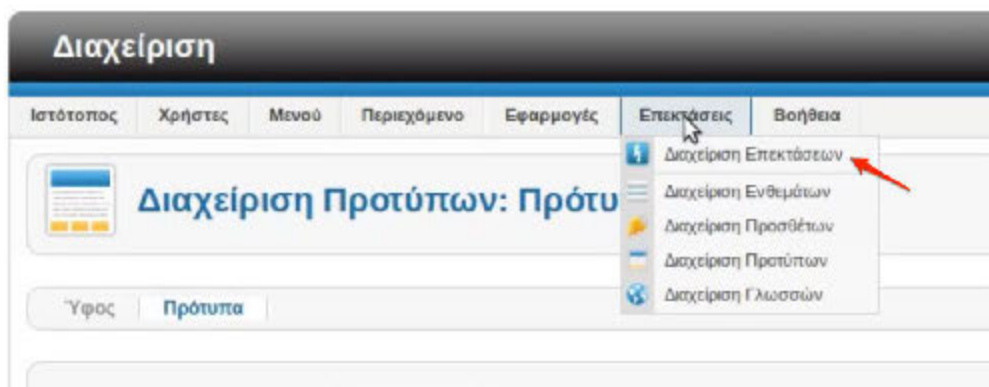 Διαχείριση
Ιστότοπος Χρήστες Μενού Περιεχόμενο Εφαρμογές Επεκτάσεις Βοήθεια
Διαχείριση Επεκτάσεων
Διαχείριση Ενθεμάτων
Διαχείριση Προτύπων: Πρότυ
Διαχείριση Προσθέτων
Διαχείριση Προτύπων
Διαχείριση Γλωσσών
Ύφος Πρότυπα